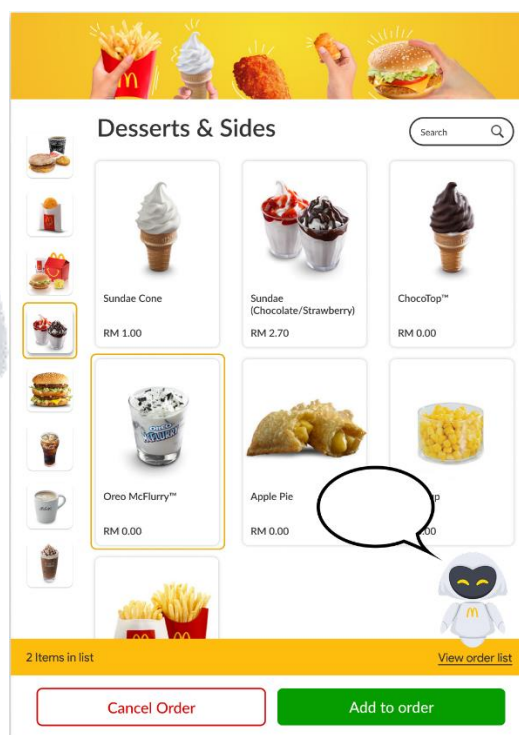 Desserts & Sides
Search
Sundae Cone
RM 1.00
Sundae
(Chocolate/Strawberry)
RM 2.70
ChocoTop™
RM 0.00
Oreo McFlurry™
RM 0.00
Apple Pie
RM 0.00
2 Items in list
View order list
Cancel Order
Add to order